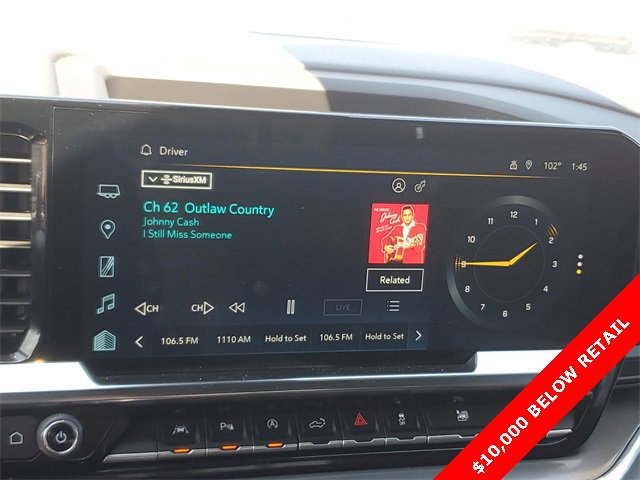 Driver
102° 1:45
SiriusXM
Ch 62 Outlaw Country
Johnny Cash
I Still Miss Someone
Johnny Cash
Related
12
1
2
3
4
5
6
7
8
9
10
11
CH CH LIVE
106.5 FM 1110 AM Hold to Set 106.5 FM Hold to Set
$10,000 BELOW RETAIL